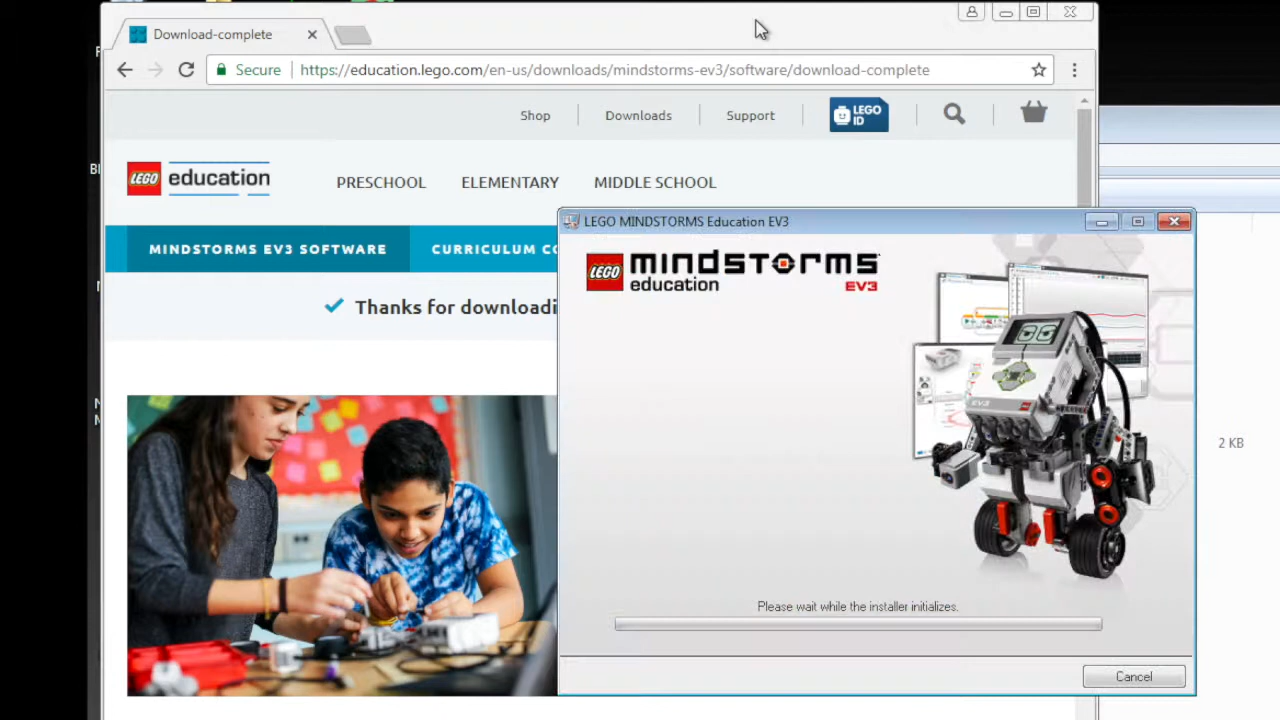 Download-complete
Secure
https://education.lego.com/en-us/downloads/mindstorms-ev3/software/download-complete
Shop
Downloads
Support
LEGO
ID
LEGO education
PRESCHOOL
ELEMENTARY
MIDDLE SCHOOL
MINDSTORMS EV3 SOFTWARE
CURRICULUM CO
Thanks for downloadi
LEGO MINDSTORMS Education EV3
LEGO mindstorms
education EV3
EV3
Please wait while the installer initializes.
Cancel
2 KB